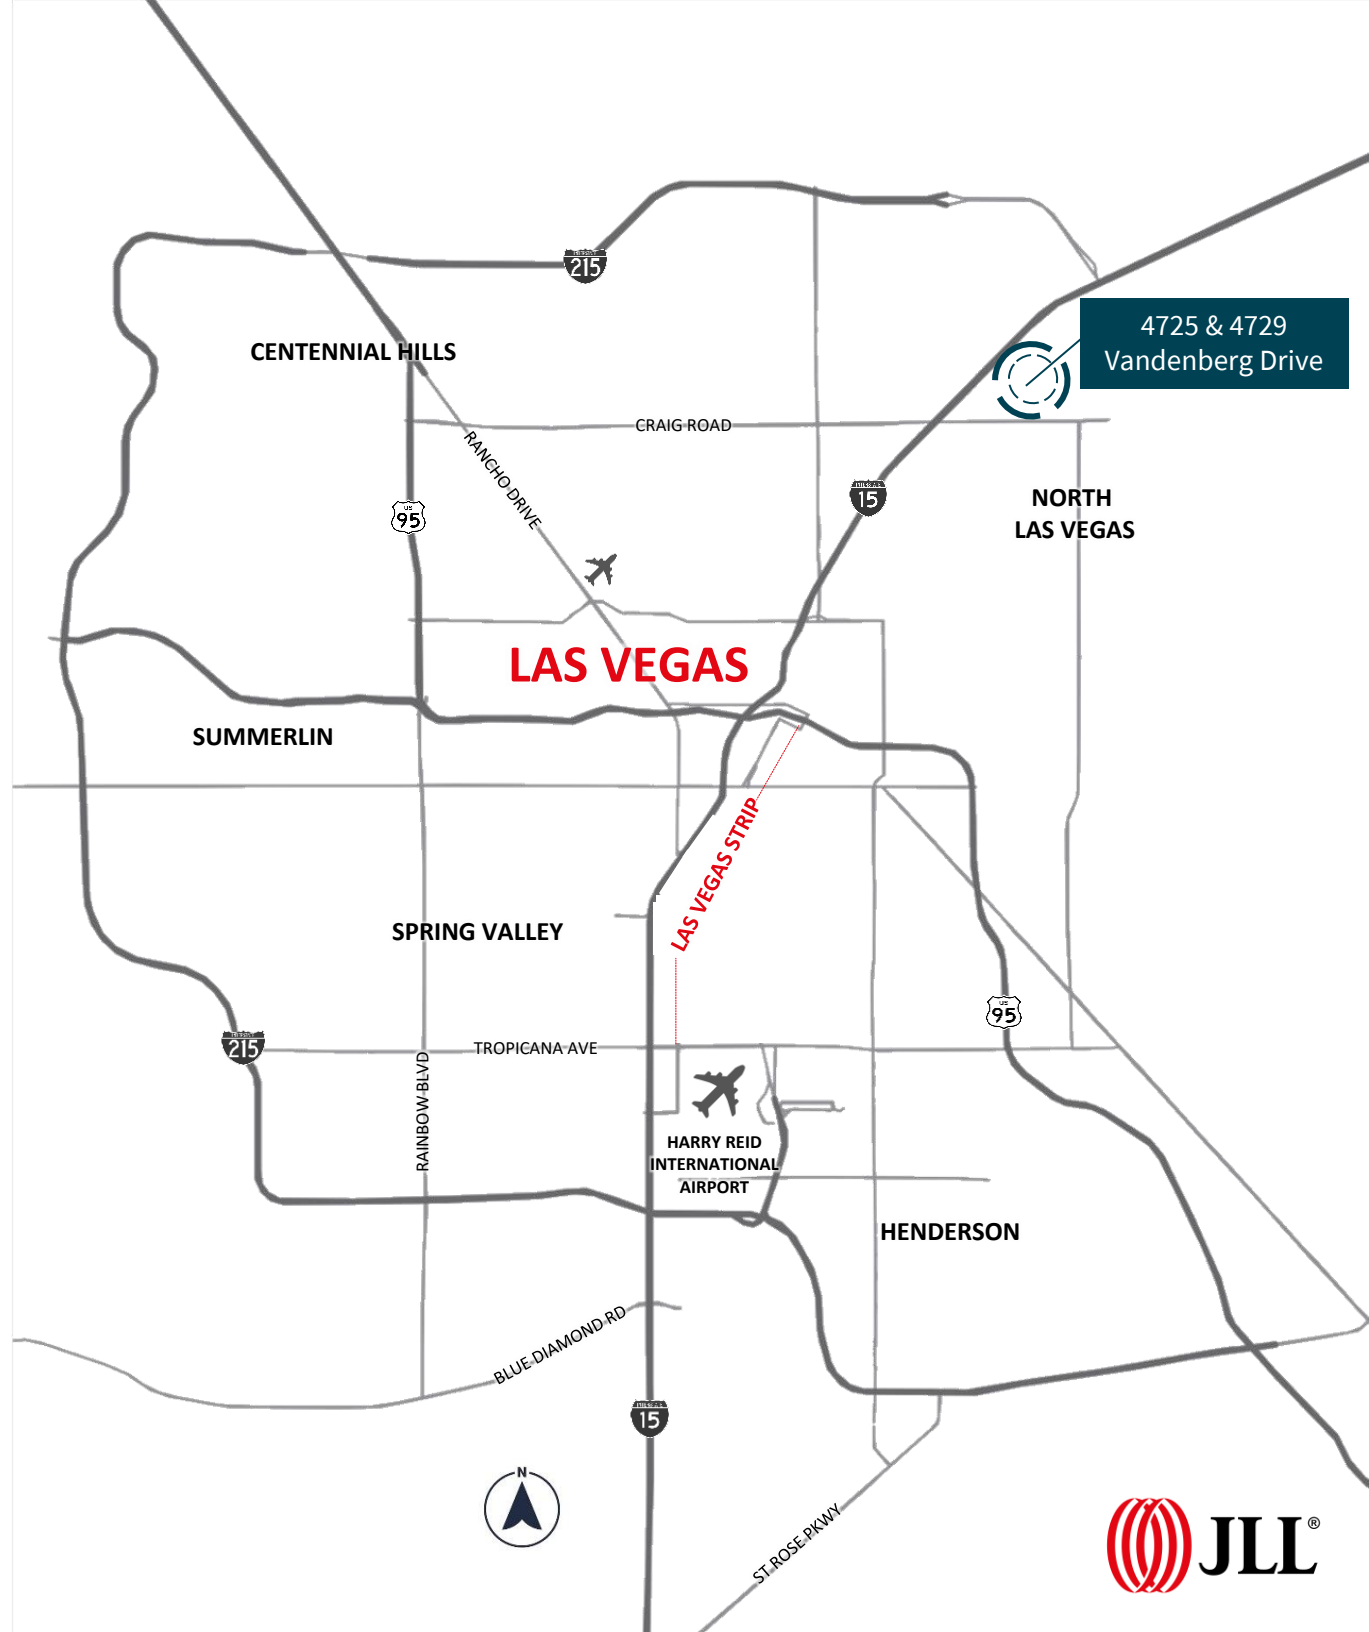 215
4725 & 4729
Vandenberg Drive
CENTENNIAL HILLS
CRAIG ROAD
RANCHO DRIVE
15
NORTH
LAS VEGAS
US
95
LAS VEGAS
SUMMERLIN
LAS VEGAS STRIP
SPRING VALLEY
US
95
215
TROPICANA AVE
RAINBOW BLVD
HARRY REID
INTERNATIONAL
AIRPORT
HENDERSON
BLUE DIAMOND RD
15
N
ST ROSE PKWY
JLL®